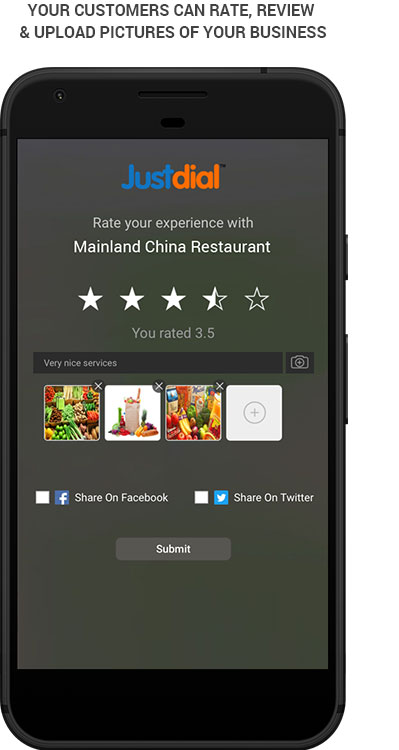 YOUR CUSTOMERS CAN RATE, REVIEW
& UPLOAD PICTURES OF YOUR BUSINESS
Justdial™
Rate your experience with
Mainland China Restaurant
You rated 3.5
Very nice services
Share On Facebook
Share On Twitter
Submit